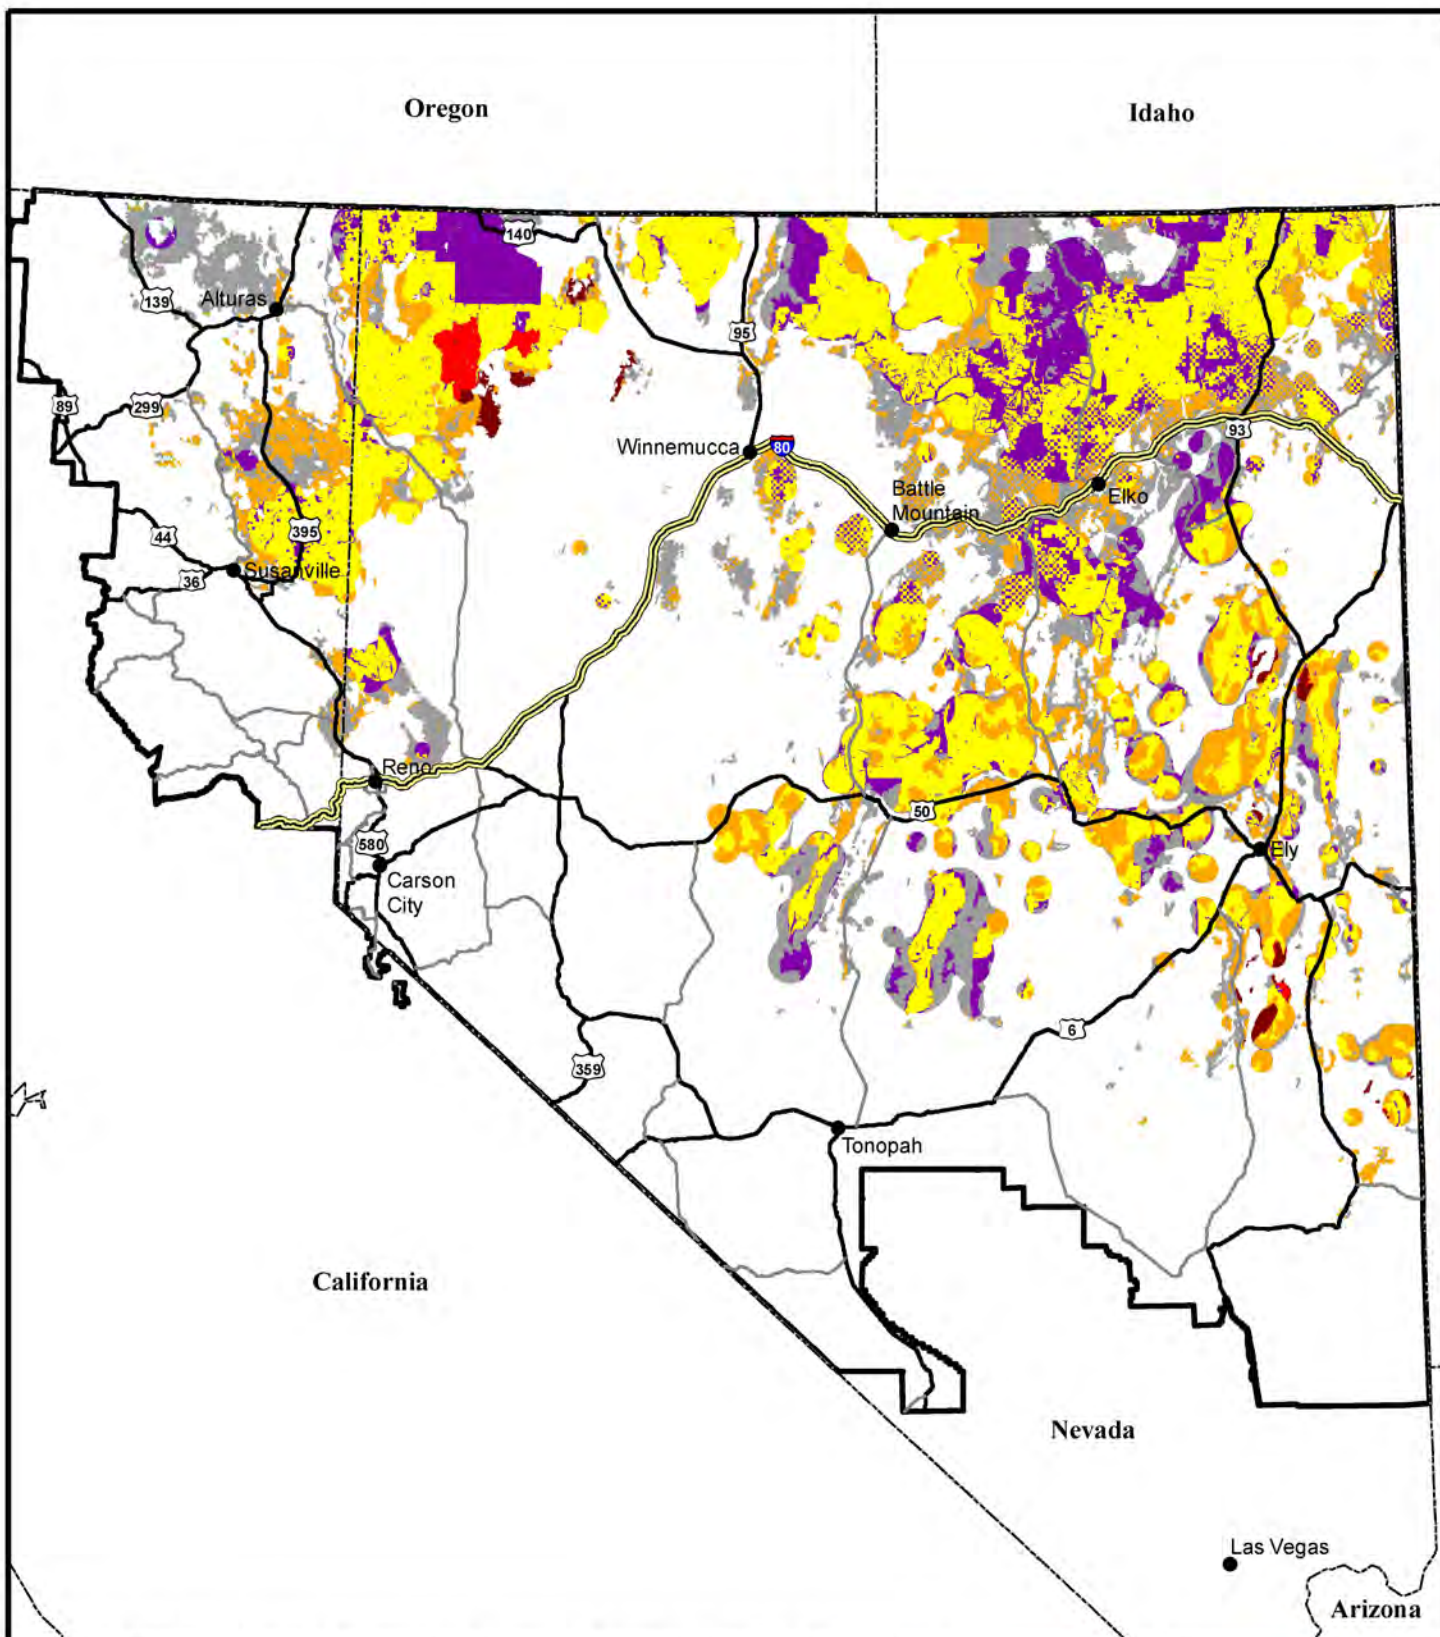 Oregon
Idaho
140
139
Alturas
95
89
299
Winnemucca
80
93
Battle
Mountain
Elko
395
44
36
Susanville
Reno
50
580
Ely
Carson
City
6
359
Tonopah
California
Nevada
Las Vegas
Arizona